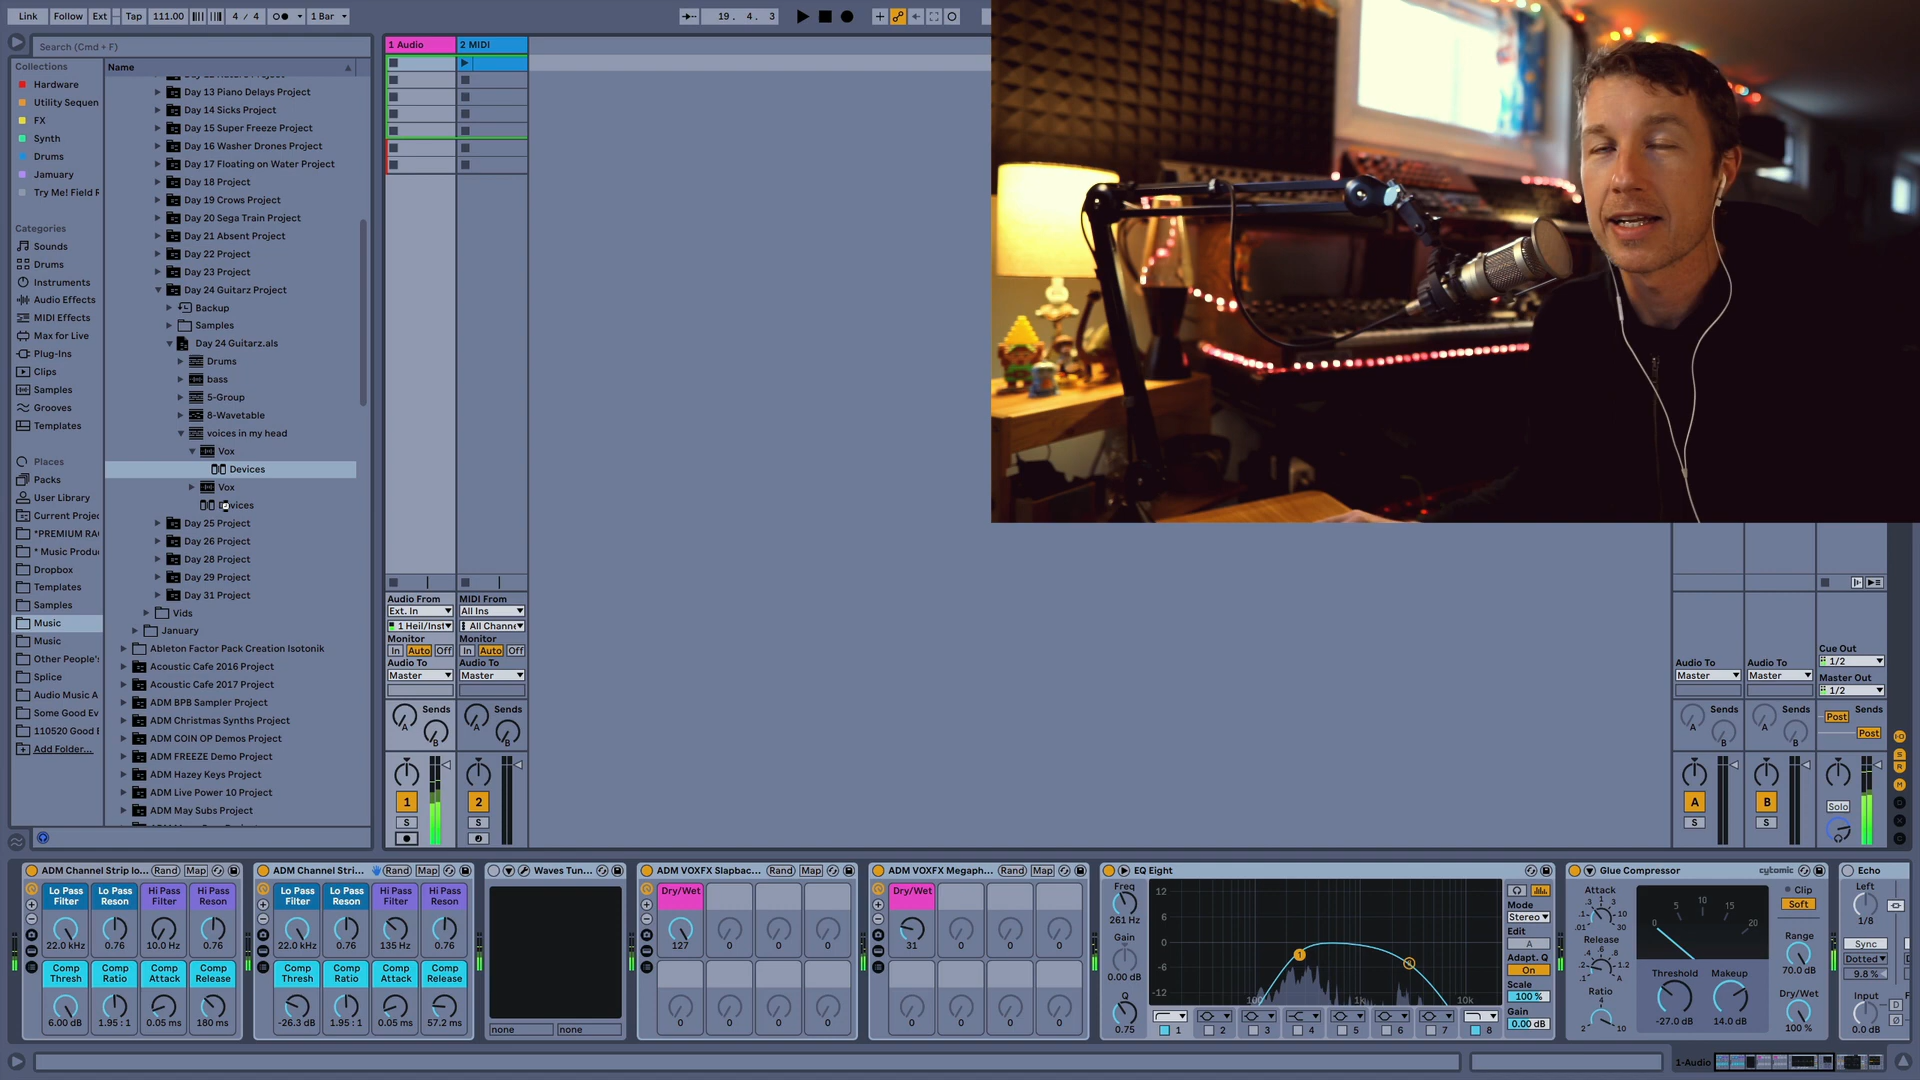 Link Follow Ext Tap 111.00 4 / 4 1 Bar 19. 4. 3
Search (Cmd + F)
Collections
Hardware
Utility Sequen
FX
Synth
Drums
Jamuary
Try Me! Field F
Categories
Sounds
Drums
Instruments
Audio Effects
MIDI Effects
Max for Live
Plug-Ins
Clips
Samples
Grooves
Templates
Places
Packs
User Library
Current Projec
*PREMIUM RA
* Music Produ
Dropbox
Templates
Samples
Music
Music
Other People's
Splice
Audio Music A
Some Good Ev
110520 Good E
Add Folder...
Name
Day 13 Piano Delays Project
Day 14 Sicks Project
Day 15 Super Freeze Project
Day 16 Washer Drones Project
Day 17 Floating on Water Project
Day 18 Project
Day 19 Crows Project
Day 20 Sega Train Project
Day 21 Absent Project
Day 22 Project
Day 23 Project
Day 24 Guitarz Project
Backup
Samples
Day 24 Guitarz.als
Drums
bass
5-Group
8-Wavetable
voices in my head
Vox
Devices
Vox
Devices
Day 25 Project
Day 26 Project
Day 28 Project
Day 29 Project
Day 31 Project
Vids
January
Ableton Factor Pack Creation Isotonik
Acoustic Cafe 2016 Project
Acoustic Cafe 2017 Project
ADM BPB Sampler Project
ADM Christmas Synths Project
ADM COIN OP Demos Project
ADM FREEZE Demo Project
ADM Hazey Keys Project
ADM Live Power 10 Project
ADM May Subs Project
1 Audio 2 MIDI
Audio From MIDI From
Ext. In All Ins
1 Heil/Inst All Channe
Monitor Monitor
In Auto Off In Auto Off
Audio To Audio To
Master Master
Sends Sends
A B A B
1 2
S S
Audio To Audio To
Master Master
Sends Sends
A B A B
A B
S S
Cue Out
1/2
Master Out
1/2
Sends
Post
Post
Solo
ADM Channel Strip lo... Rand Map
Lo Pass Filter Lo Pass Reson Hi Pass Filter Hi Pass Reson
22.0 kHz 0.76 10.0 Hz 0.76
Comp Thresh Comp Ratio Comp Attack Comp Release
6.00 dB 1.95 : 1 0.05 ms 180 ms
ADM Channel Stri... Rand Map
Lo Pass Filter Lo Pass Reson Hi Pass Filter Hi Pass Reson
22.0 kHz 0.76 135 Hz 0.76
Comp Thresh Comp Ratio Comp Attack Comp Release
-26.3 dB 1.95 : 1 0.05 ms 57.2 ms
Waves Tun...
none none
ADM VOXFX Slapbac... Rand Map
Dry/Wet
127 0 0 0
0 0 0 0
ADM VOXFX Megaph... Rand Map
Dry/Wet
31 0 0 0
0 0 0 0
EQ Eight
Freq
261 Hz
Gain
0.00 dB
Q
0.75
12
6
0
-6
-12
100 1k 10k
1 2 3 4 5 6 7 8
Mode
Stereo
Edit
A
Adapt. Q
On
Scale
100 %
Gain
0.00 dB
Glue Compressor cytomic
Attack
.01 .1 .3 1 3 10 30
Release
.1 .2 .4 .6 .8 1.2 A
Ratio
2 4 10
0 5 10 15 20
Threshold Makeup
-27.0 dB 14.0 dB
Clip
Soft
Range
70.0 dB
Dry/Wet
100 %
Echo
Left
1/8
Sync
Dotted
9.8 %
Input
0.0 dB
1-Audio